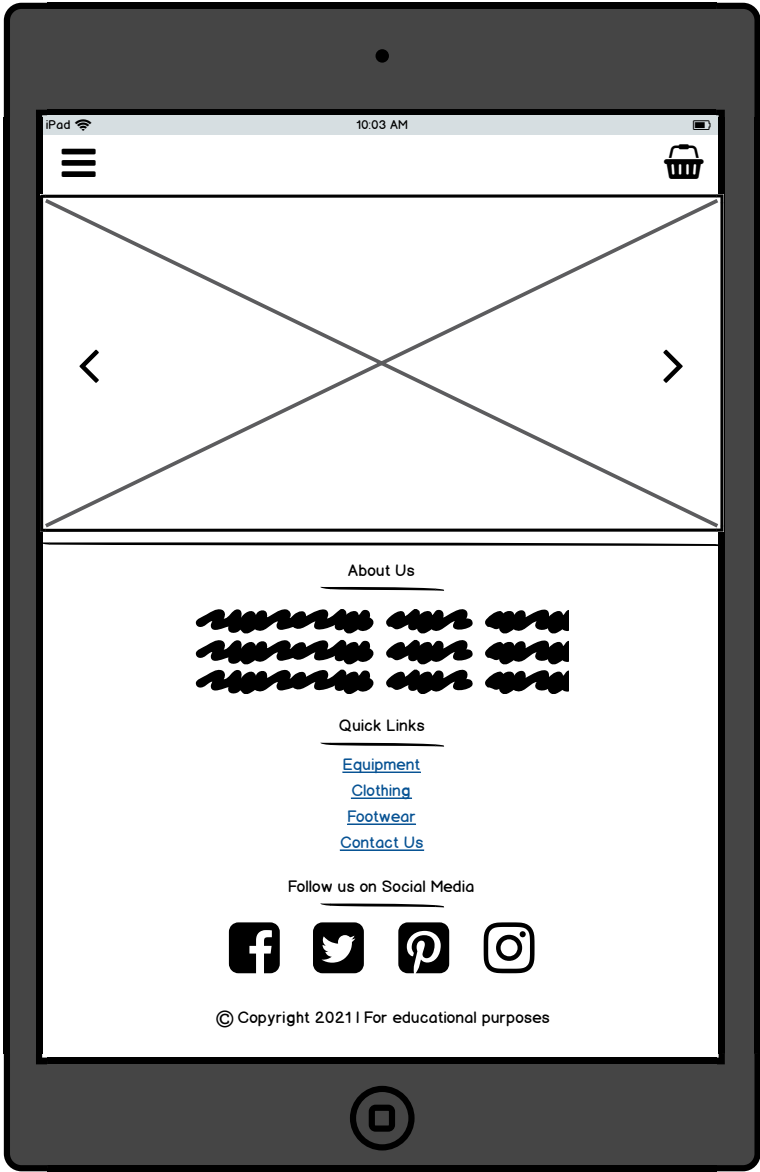 iPad 10:03 AM
About Us
Quick Links
Equipment
Clothing
Footwear
Contact Us
Follow us on Social Media
© Copyright 2021 | For educational purposes